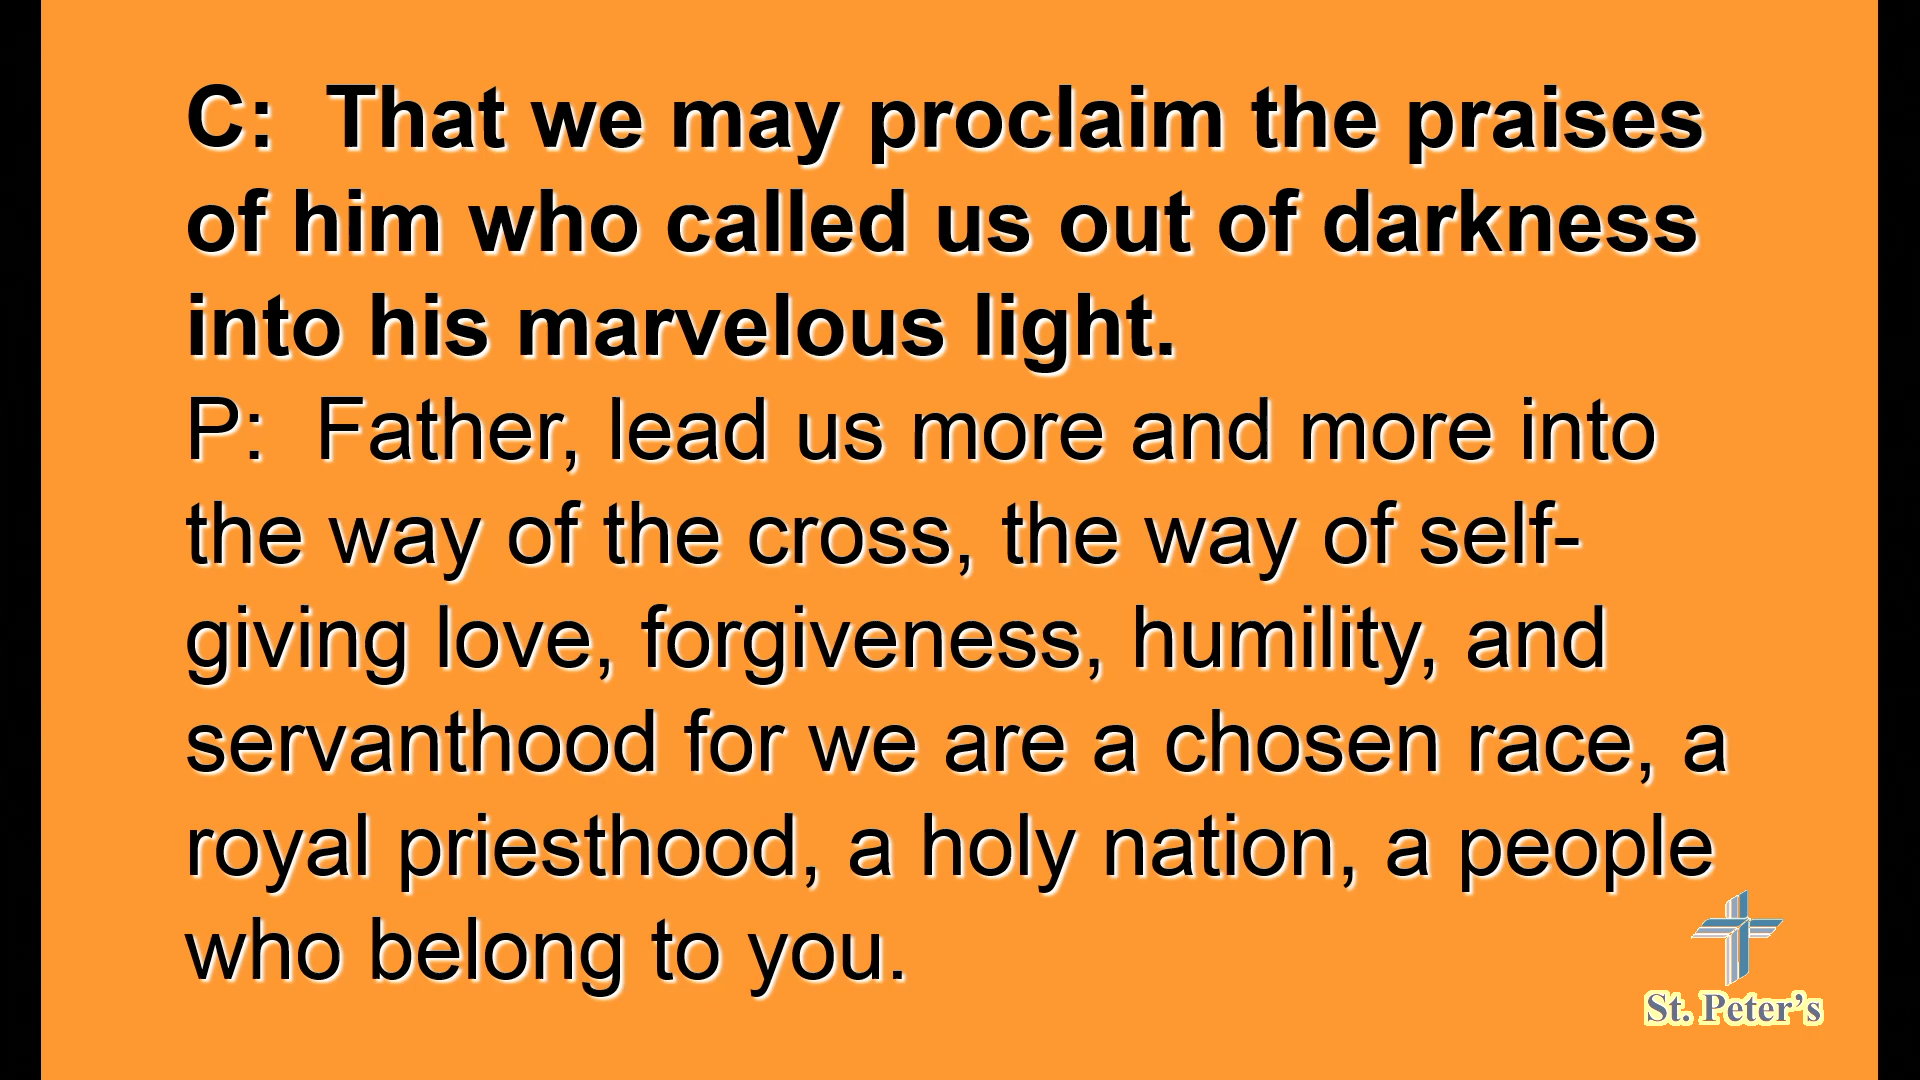 C:  That we may proclaim the praises
of him who called us out of darkness
into his marvelous light.
P:  Father, lead us more and more into
the way of the cross, the way of self-
giving love, forgiveness, humility, and
servanthood for we are a chosen race, a
royal priesthood, a holy nation, a people
who belong to you.
St. Peter’s